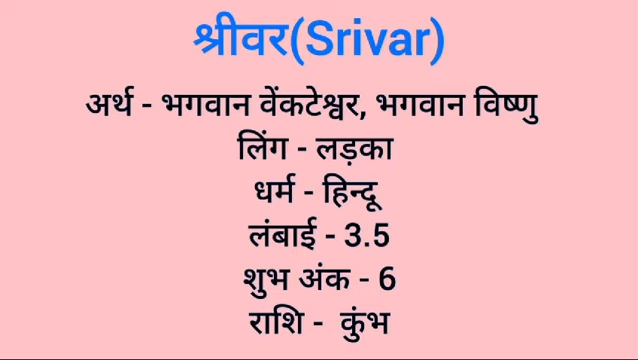 श्रीवर(Srivar)
अर्थ - भगवान वेंकटेश्वर, भगवान विष्णु
लिंग - लड़का
धर्म - हिन्दू
लंबाई - 3.5
शुभ अंक - 6
राशि - कुंभ